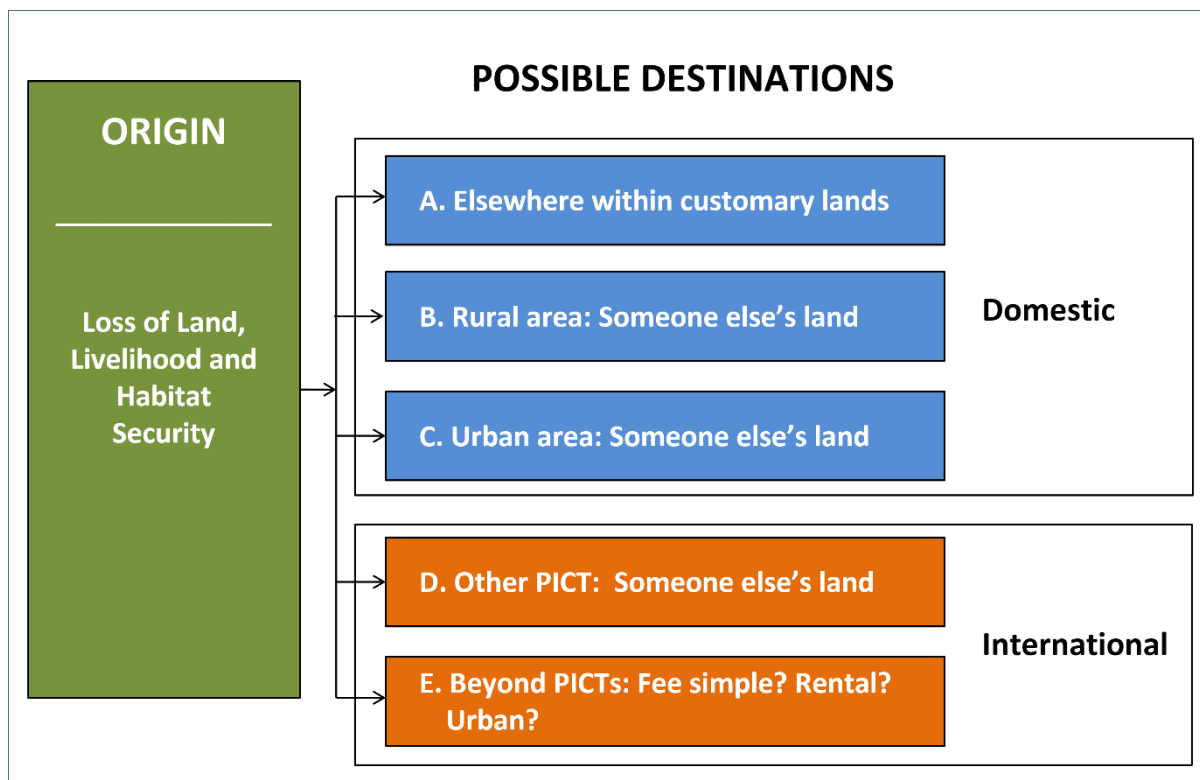 POSSIBLE DESTINATIONS
ORIGIN
Loss of Land,
Livelihood and
Habitat
Security
A. Elsewhere within customary lands
B. Rural area: Someone else’s land
C. Urban area: Someone else’s land
Domestic
D. Other PICT:  Someone else’s land
E. Beyond PICTs: Fee simple? Rental?
Urban?
International